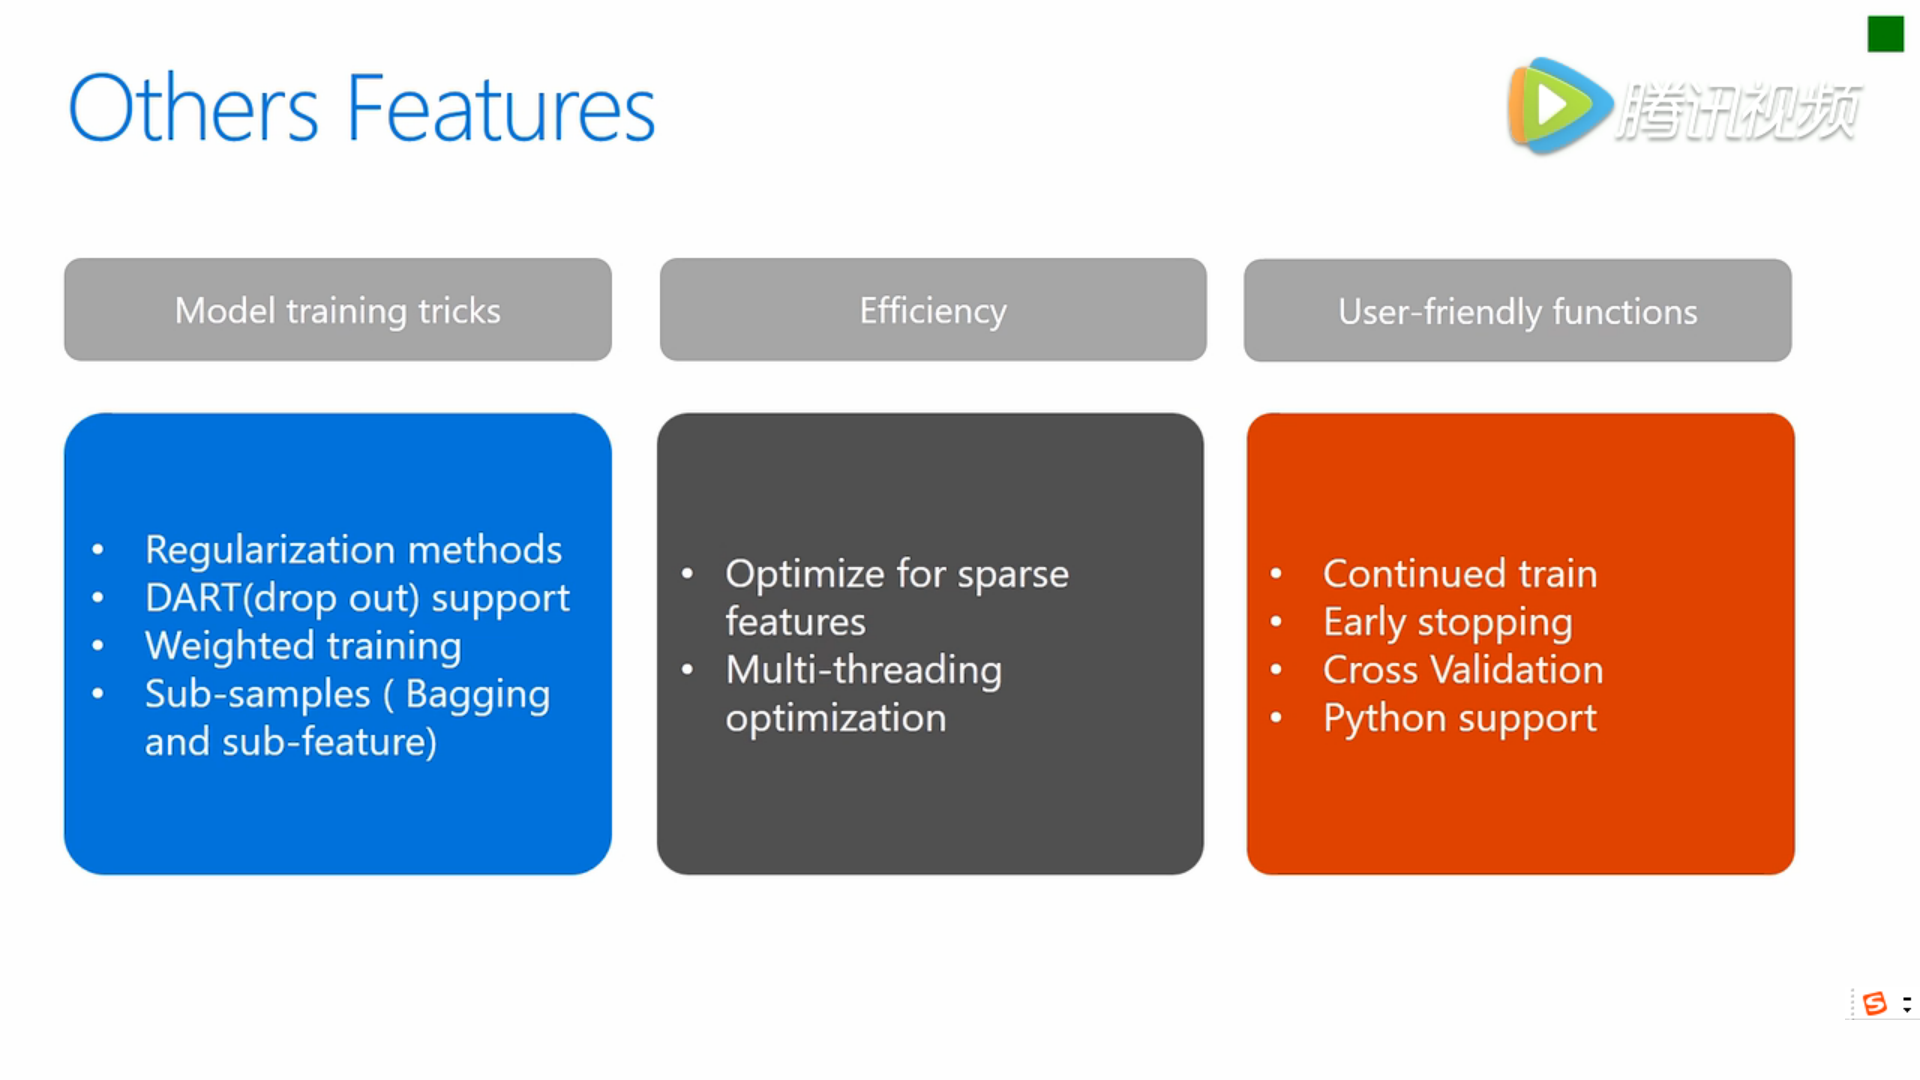 Others Features
腾讯视频
Model training tricks
Efficiency
User-friendly functions
• Regularization methods
• DART(drop out) support
• Weighted training
• Sub-samples ( Bagging
and sub-feature)
• Optimize for sparse
features
• Multi-threading
optimization
• Continued train
• Early stopping
• Cross Validation
• Python support
S